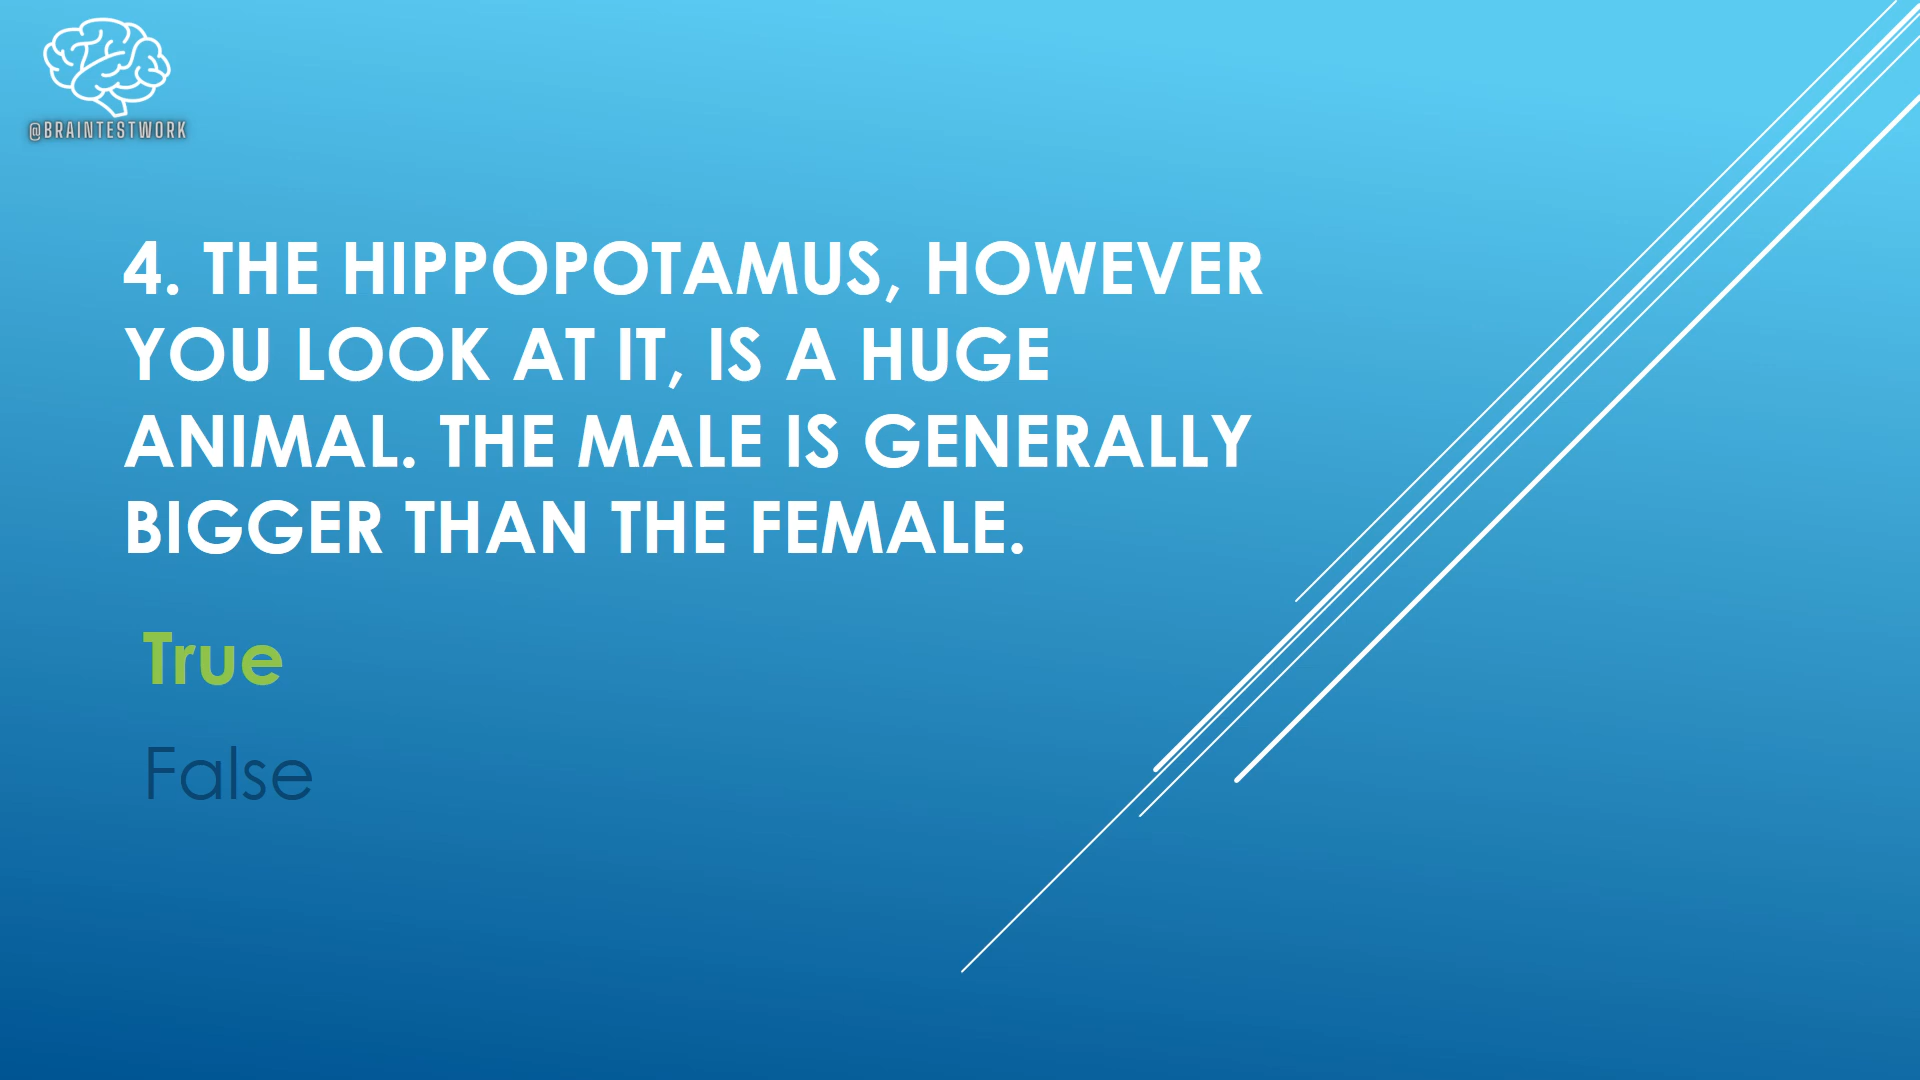 @BRAINTESTWORK
4. THE HIPPOPOTAMUS, HOWEVER
YOU LOOK AT IT, IS A HUGE
ANIMAL. THE MALE IS GENERALLY
BIGGER THAN THE FEMALE.
True
False